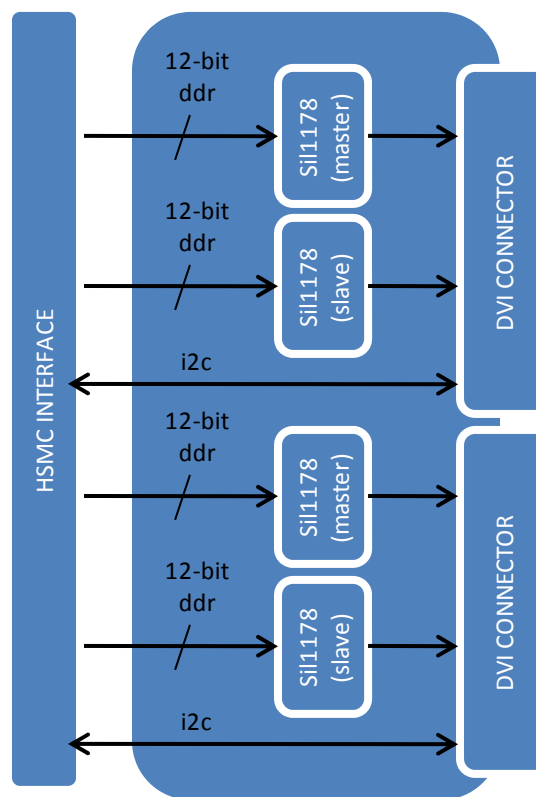 HSMC INTERFACE
12-bit
ddr
SiI1178
(master)
12-bit
ddr
SiI1178
(slave)
i2c
DVI CONNECTOR
12-bit
ddr
SiI1178
(master)
12-bit
ddr
SiI1178
(slave)
i2c
DVI CONNECTOR